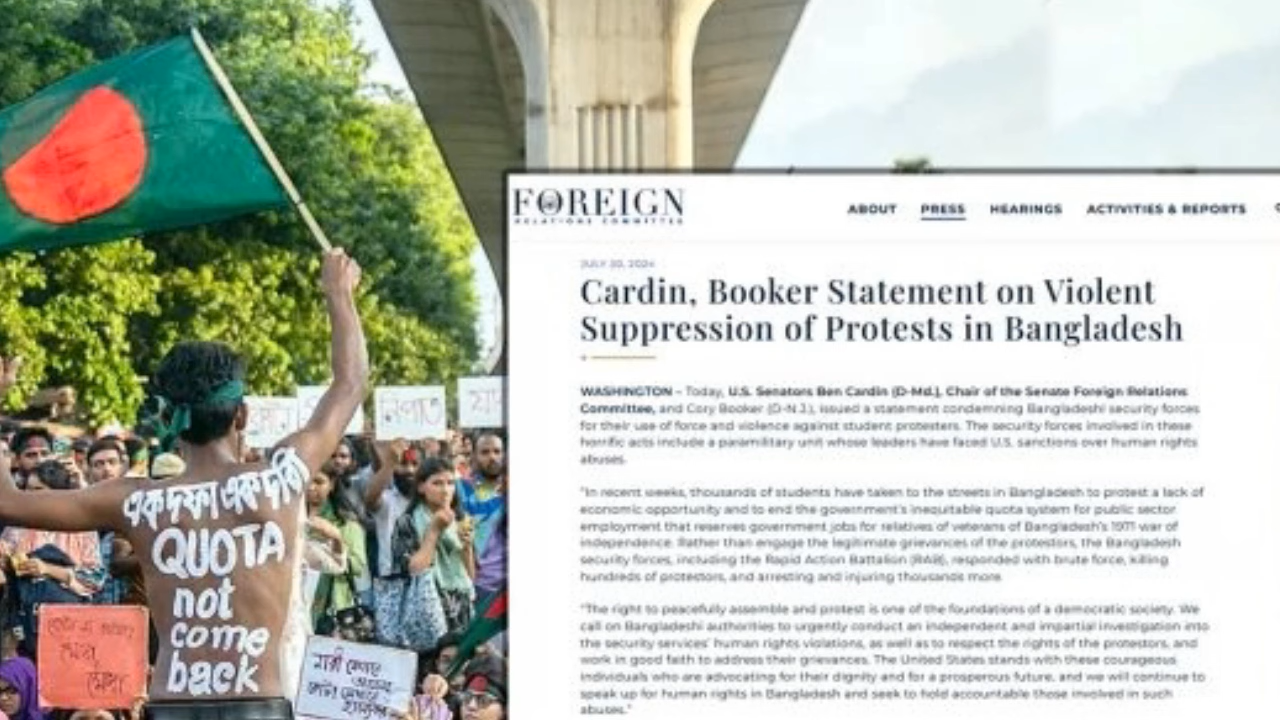 একদফা একদাবি
QUOTA
not
come
back
নিপাত
FOREIGN
RELATIONS COMMITTEE
ABOUT PRESS HEARINGS ACTIVITIES & REPORTS
JULY 30, 2024
Cardin, Booker Statement on Violent
Suppression of Protests in Bangladesh
WASHINGTON – Today, U.S. Senators Ben Cardin (D-Md.), Chair of the Senate Foreign Relations
Committee, and Cory Booker (D-N.J.), issued a statement condemning Bangladeshi security forces
for their use of force and violence against student protesters. The security forces involved in these
horrific acts include a paramilitary unit whose leaders have faced U.S. sanctions over human rights
abuses.
"In recent weeks, thousands of students have taken to the streets in Bangladesh to protest a lack of
economic opportunity and to end the government's inequitable quota system for public sector
employment that reserves government jobs for relatives of veterans of Bangladesh's 1971 war of
independence. Rather than engage the legitimate grievances of the protestors, the Bangladesh
security forces, including the Rapid Action Battalion (RAB), responded with brute force, killing
hundreds of protestors, and arresting and injuring thousands more.
"The right to peacefully assemble and protest is one of the foundations of a democratic society. We
call on Bangladeshi authorities to urgently conduct an independent and impartial investigation into
the security services' human rights violations, as well as to respect the rights of the protestors, and
work in good faith to address their grievances. The United States stands with these courageous
individuals who are advocating for their dignity and for a prosperous future, and we will continue to
speak up for human rights in Bangladesh and seek to hold accountable those involved in such
abuses."